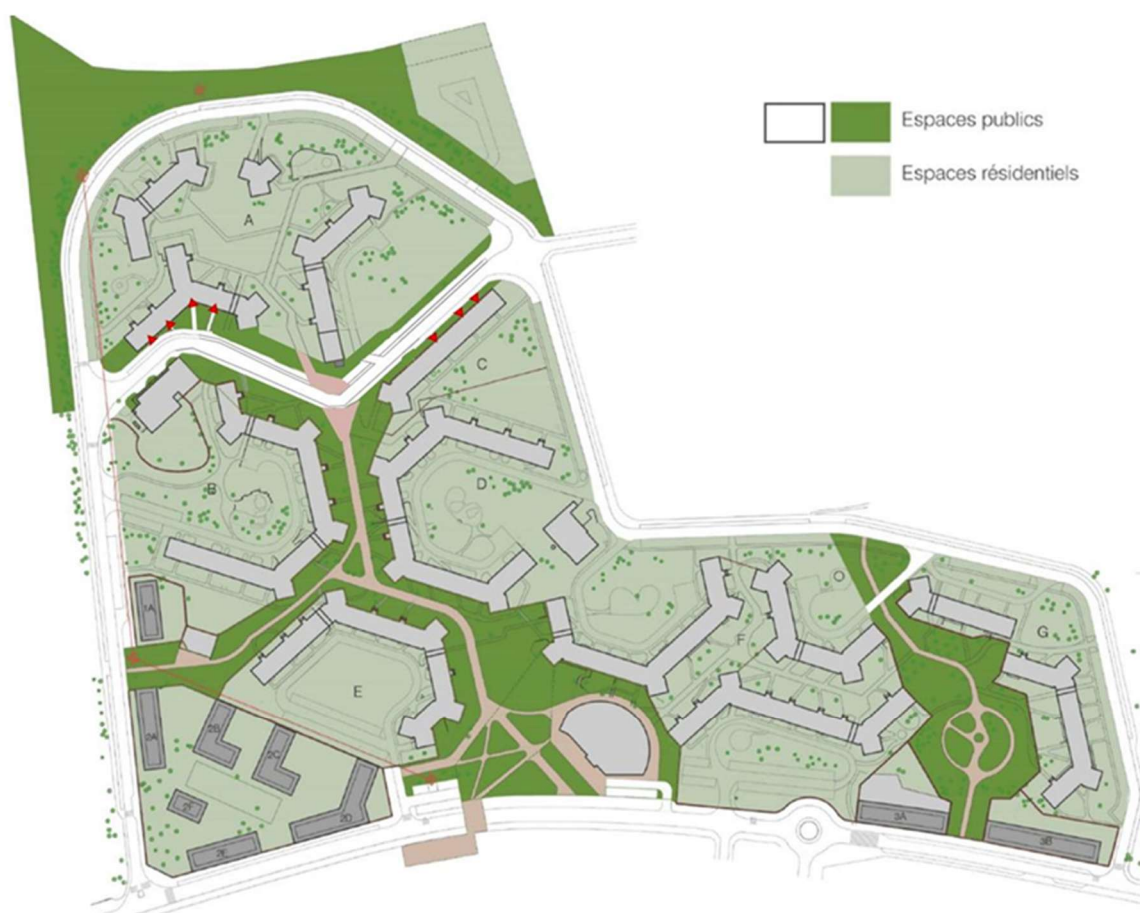 Espaces publics
Espaces résidentiels
A
C
B
D
1A
F
G
E
2A
2B
2C
2D
2E
3A
3B